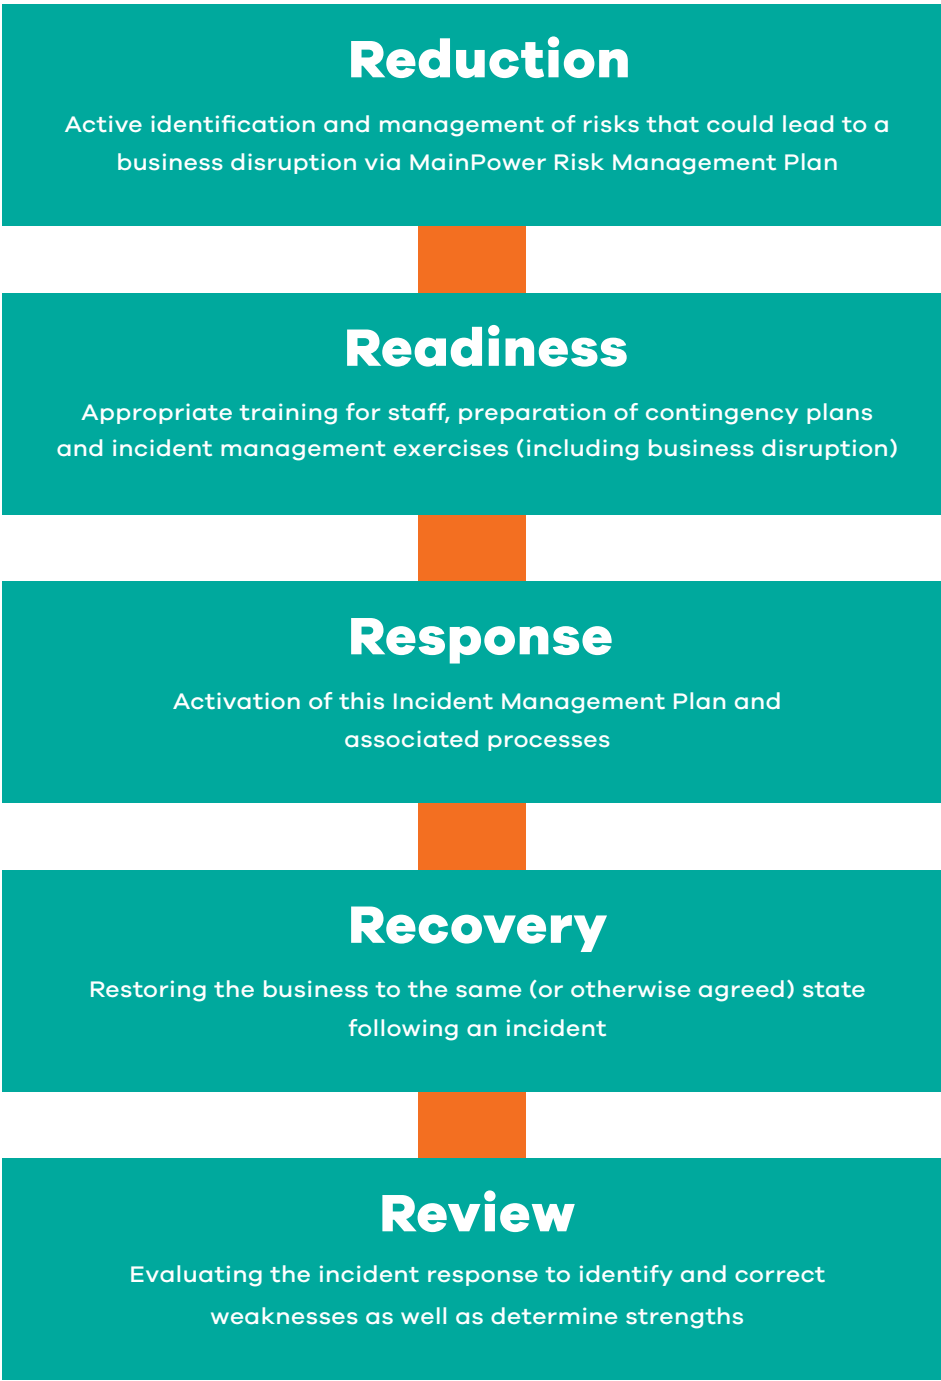 Reduction
Active identification and management of risks that could lead to a
business disruption via MainPower Risk Management Plan
Readiness
Appropriate training for staff, preparation of contingency plans
and incident management exercises (including business disruption)
Response
Activation of this Incident Management Plan and
associated processes
Recovery
Restoring the business to the same (or otherwise agreed) state
following an incident
Review
Evaluating the incident response to identify and correct
weaknesses as well as determine strengths